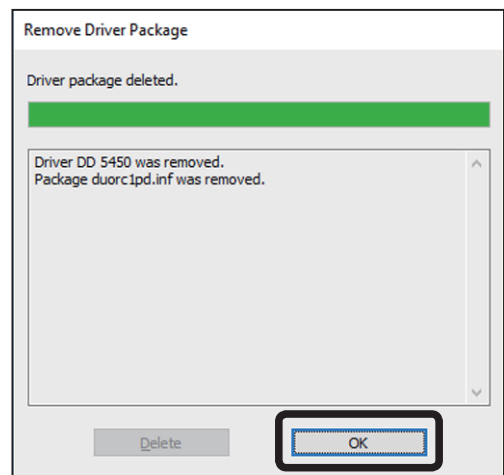 Remove Driver Package
Driver package deleted.
Driver DD 5450 was removed.
Package duorc1pd.inf was removed.
Delete
OK